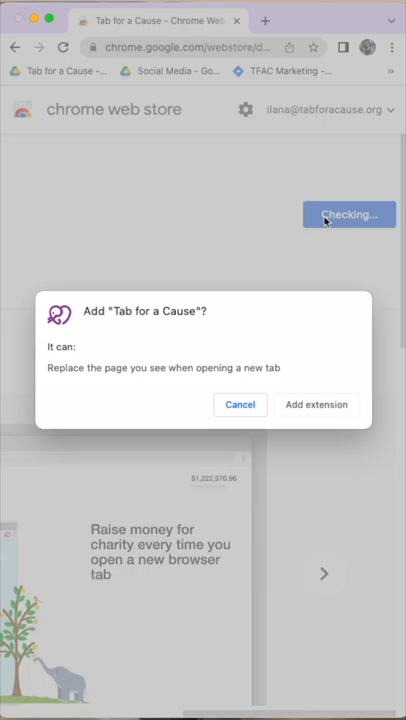 Tab for a Cause - Chrome Web
chrome.google.com/webstore/d...
Tab for a Cause -...
Social Media - Go...
TFAC Marketing -...
chrome web store
ilana@tabforacause.org
Checking...
Add "Tab for a Cause"?
It can:
Replace the page you see when opening a new tab
Cancel
Add extension
$1,222,970.96
Raise money for
charity every time you
open a new browser
tab